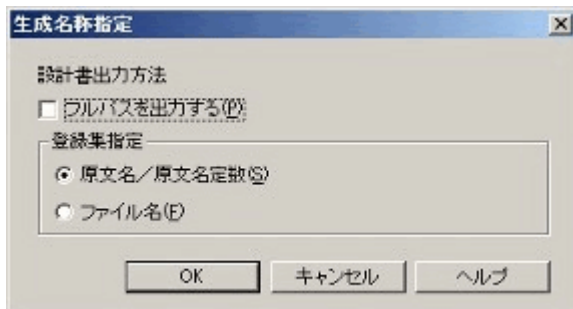 生成名称指定
設計書出力方法
フルパスを出力する(P)
登録集指定
原文名／原文名定数(S)
ファイル名(F)
OK キャンセル ヘルプ